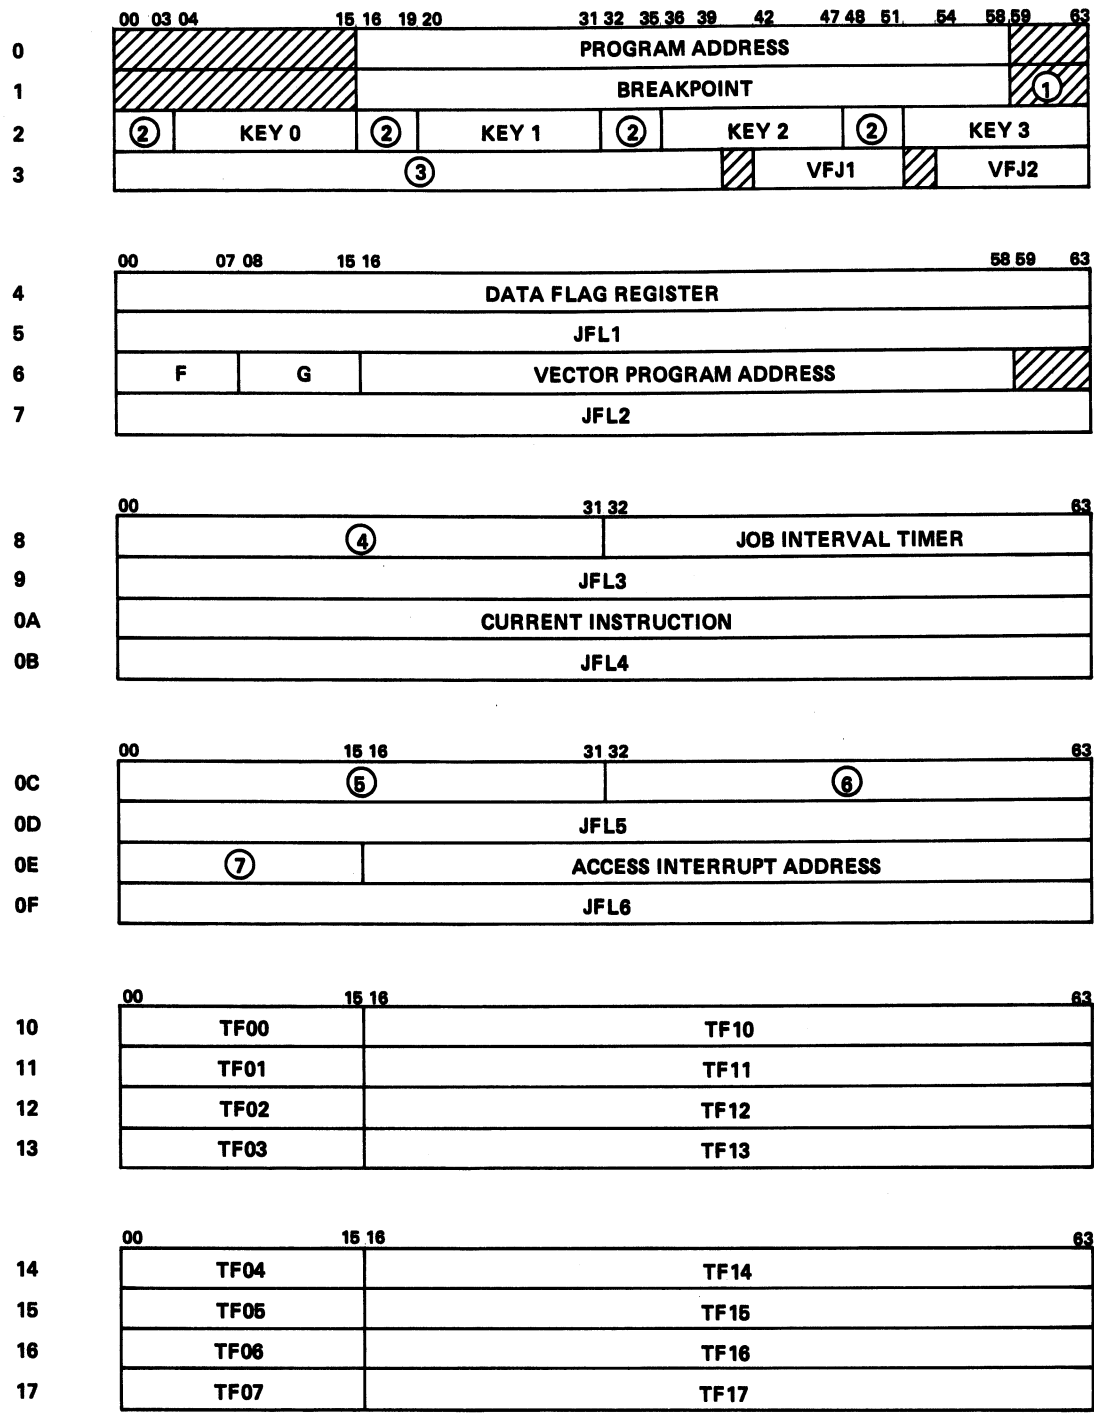 00 03 04 15 16 19 20 31 32 35 36 39 42 47 48 51 54 58 59 63
0 PROGRAM ADDRESS
1 BREAKPOINT 1
2 2 KEY 0 2 KEY 1 2 KEY 2 2 KEY 3
3 3 VFJ1 VFJ2
00 07 08 15 16 58 59 63
4 DATA FLAG REGISTER
5 JFL1
6 F G VECTOR PROGRAM ADDRESS
7 JFL2
00 31 32 63
8 4 JOB INTERVAL TIMER
9 JFL3
0A CURRENT INSTRUCTION
0B JFL4
00 15 16 31 32 63
0C 5 6
0D JFL5
0E 7 ACCESS INTERRUPT ADDRESS
0F JFL6
00 15 16 63
10 TF00 TF10
11 TF01 TF11
12 TF02 TF12
13 TF03 TF13
00 15 16 63
14 TF04 TF14
15 TF05 TF15
16 TF06 TF16
17 TF07 TF17